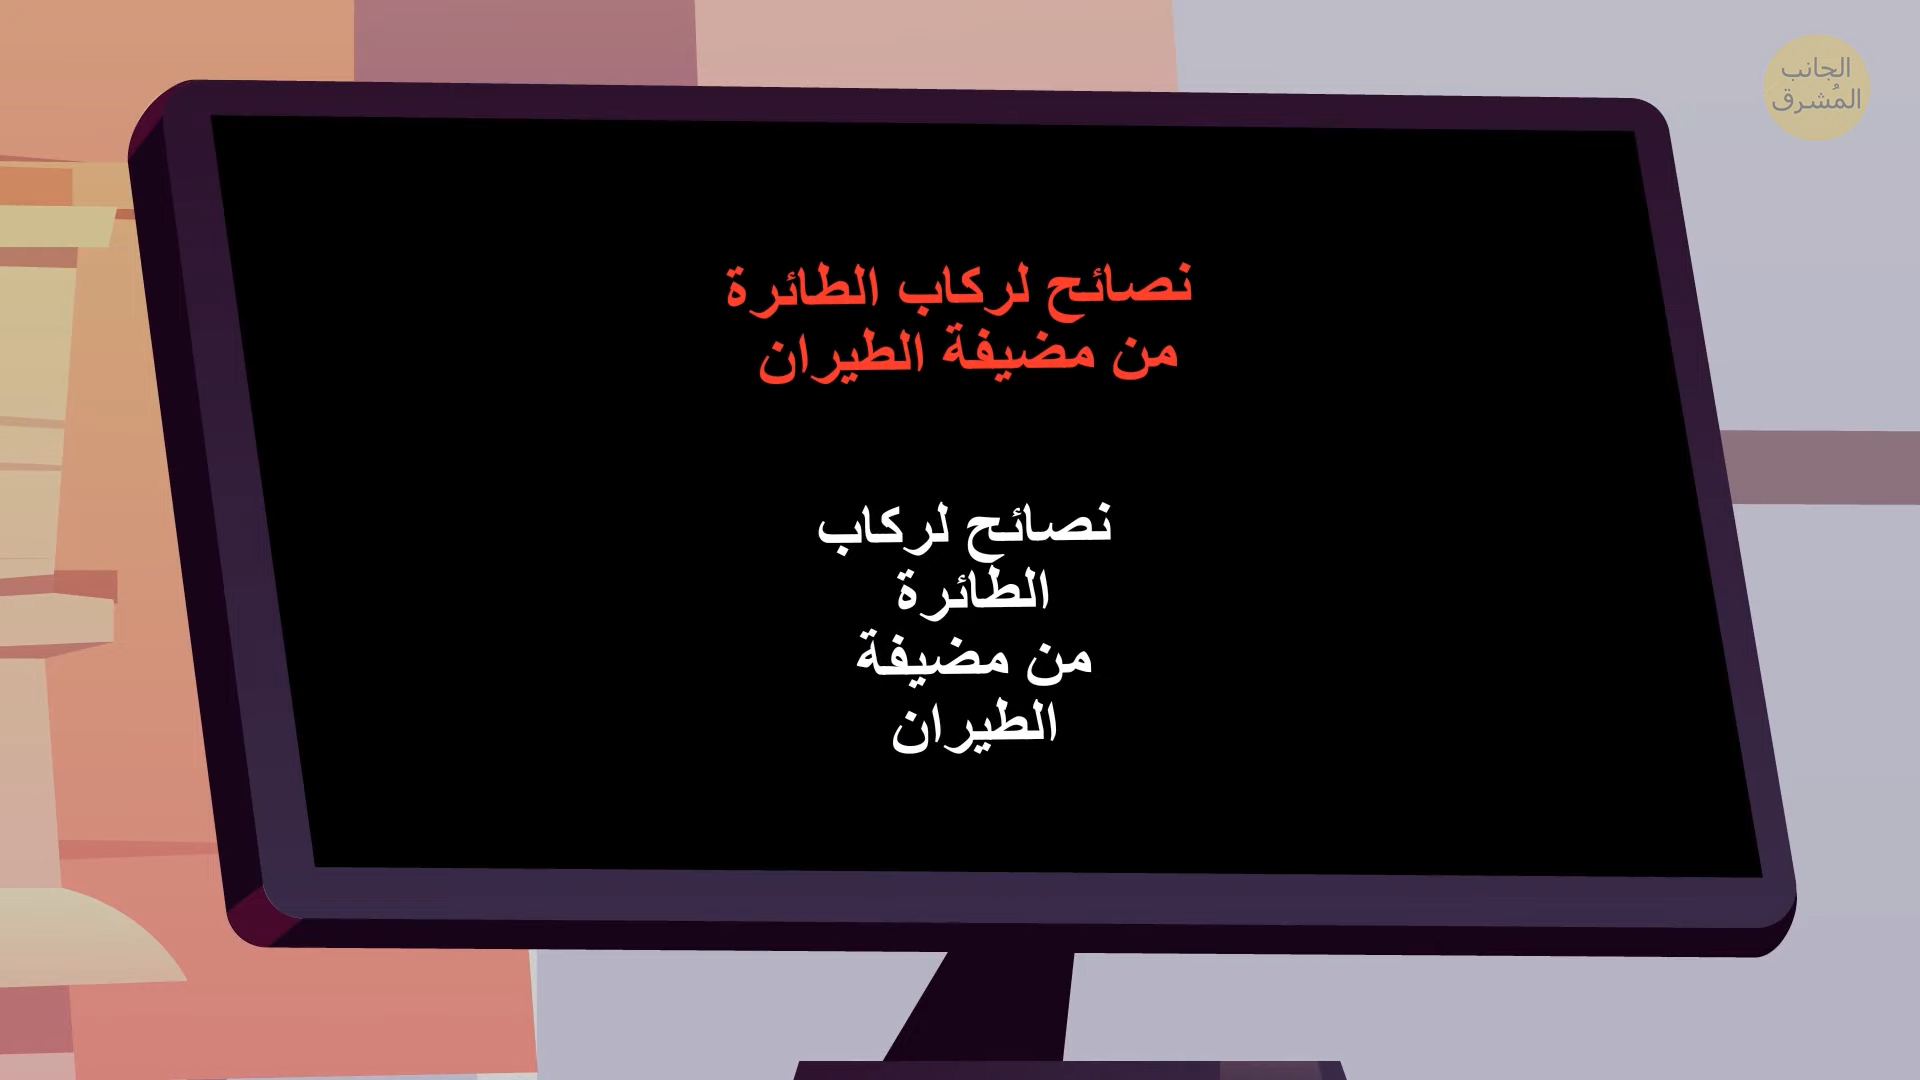 الجانب
المُشرق
نصائح لركاب الطائرة
من مضيفة الطيران
نصائح لركاب
الطائرة
من مضيفة
الطيران